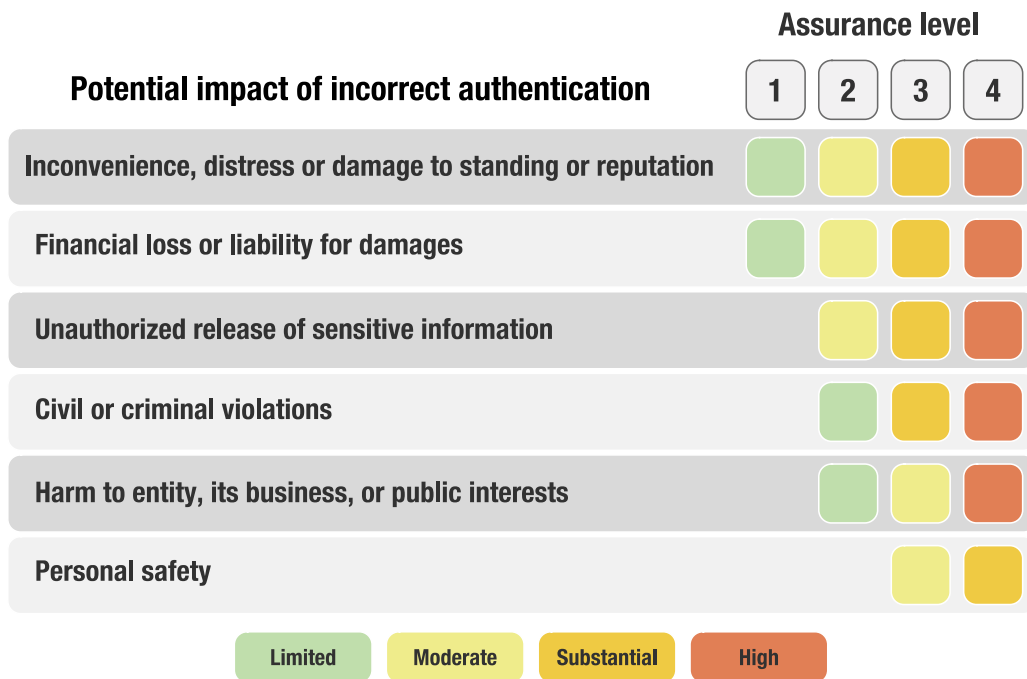 Assurance level
Potential impact of incorrect authentication 1 2 3 4
Inconvenience, distress or damage to standing or reputation
Financial loss or liability for damages
Unauthorized release of sensitive information
Civil or criminal violations
Harm to entity, its business, or public interests
Personal safety
Limited Moderate Substantial High